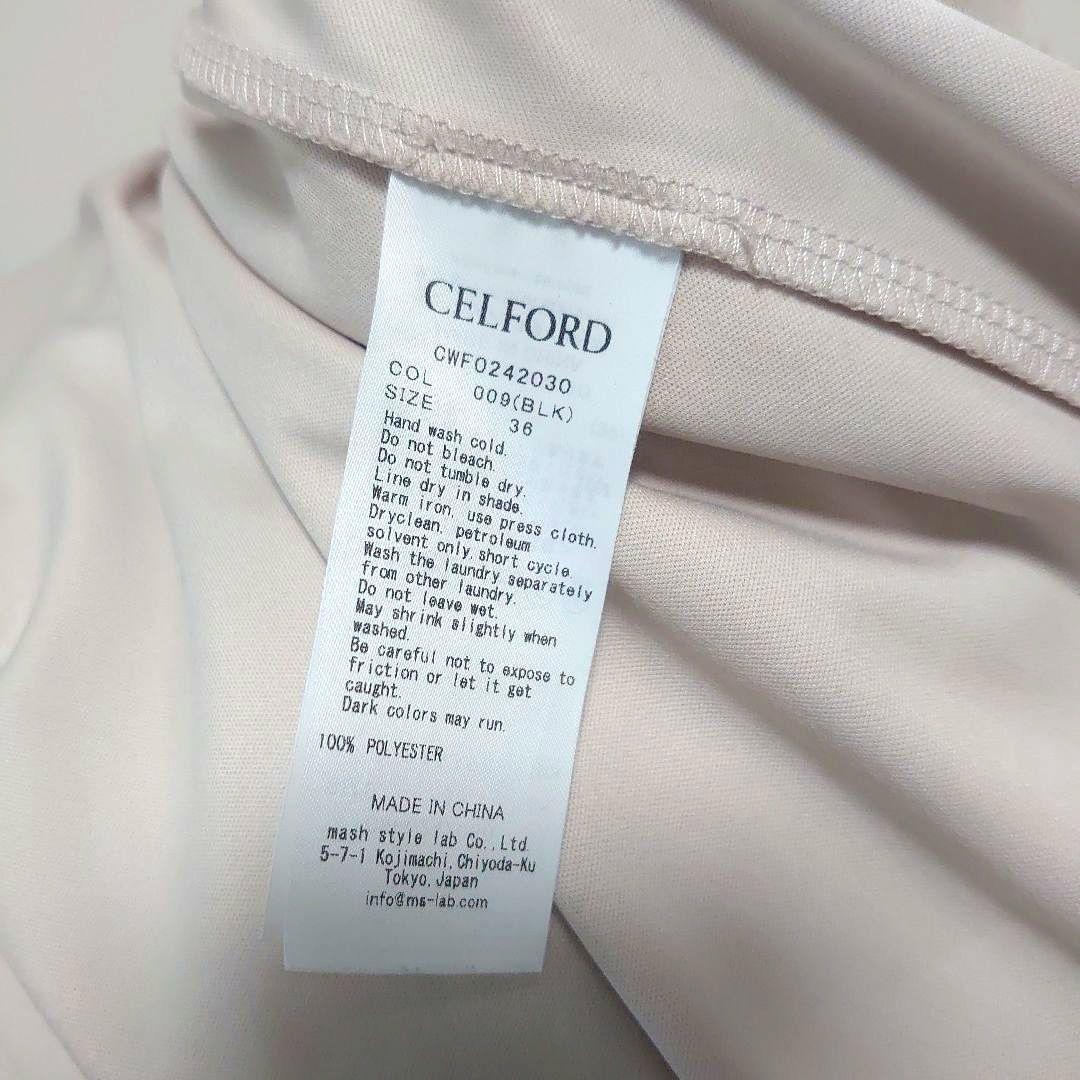 CELFORD
CWFO242030
COL 009(BLK)
SIZE 36
Hand wash cold.
Do not bleach.
Do not tumble dry.
Line dry in shade.
Warm iron, use press cloth.
Dryclean, petroleum
solvent only, short cycle.
Wash the laundry separately
from other laundry.
Do not leave wet.
May shrink slightly when
washed.
Be careful not to expose to
friction or let it get
caught.
Dark colors may run.
100% POLYESTER
MADE IN CHINA
mash style lab Co.,Ltd.
5-7-1 Kojimachi,Chiyoda-Ku
Tokyo,Japan
info@ms-lab.com